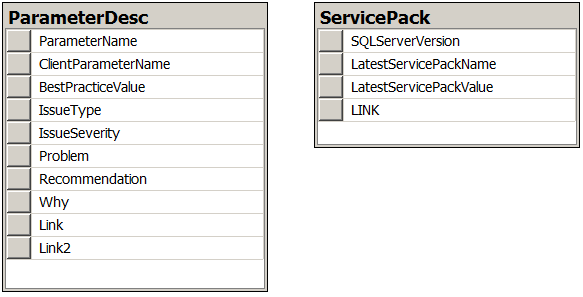 ParameterDesc
ParameterName
ClientParameterName
BestPracticeValue
IssueType
IssueSeverity
Problem
Recommendation
Why
Link
Link2
ServicePack
SQLServerVersion
LatestServicePackName
LatestServicePackValue
LINK